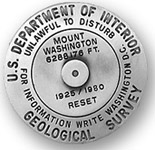 U.S. DEPARTMENT OF INTERIOR
UNLAWFUL TO DISTURB
MOUNT
WASHINGTON
6288.176 FT.
1925/1980
RESET
FOR INFORMATION WRITE WASHINGTON DC.
GEOLOGICAL SURVEY